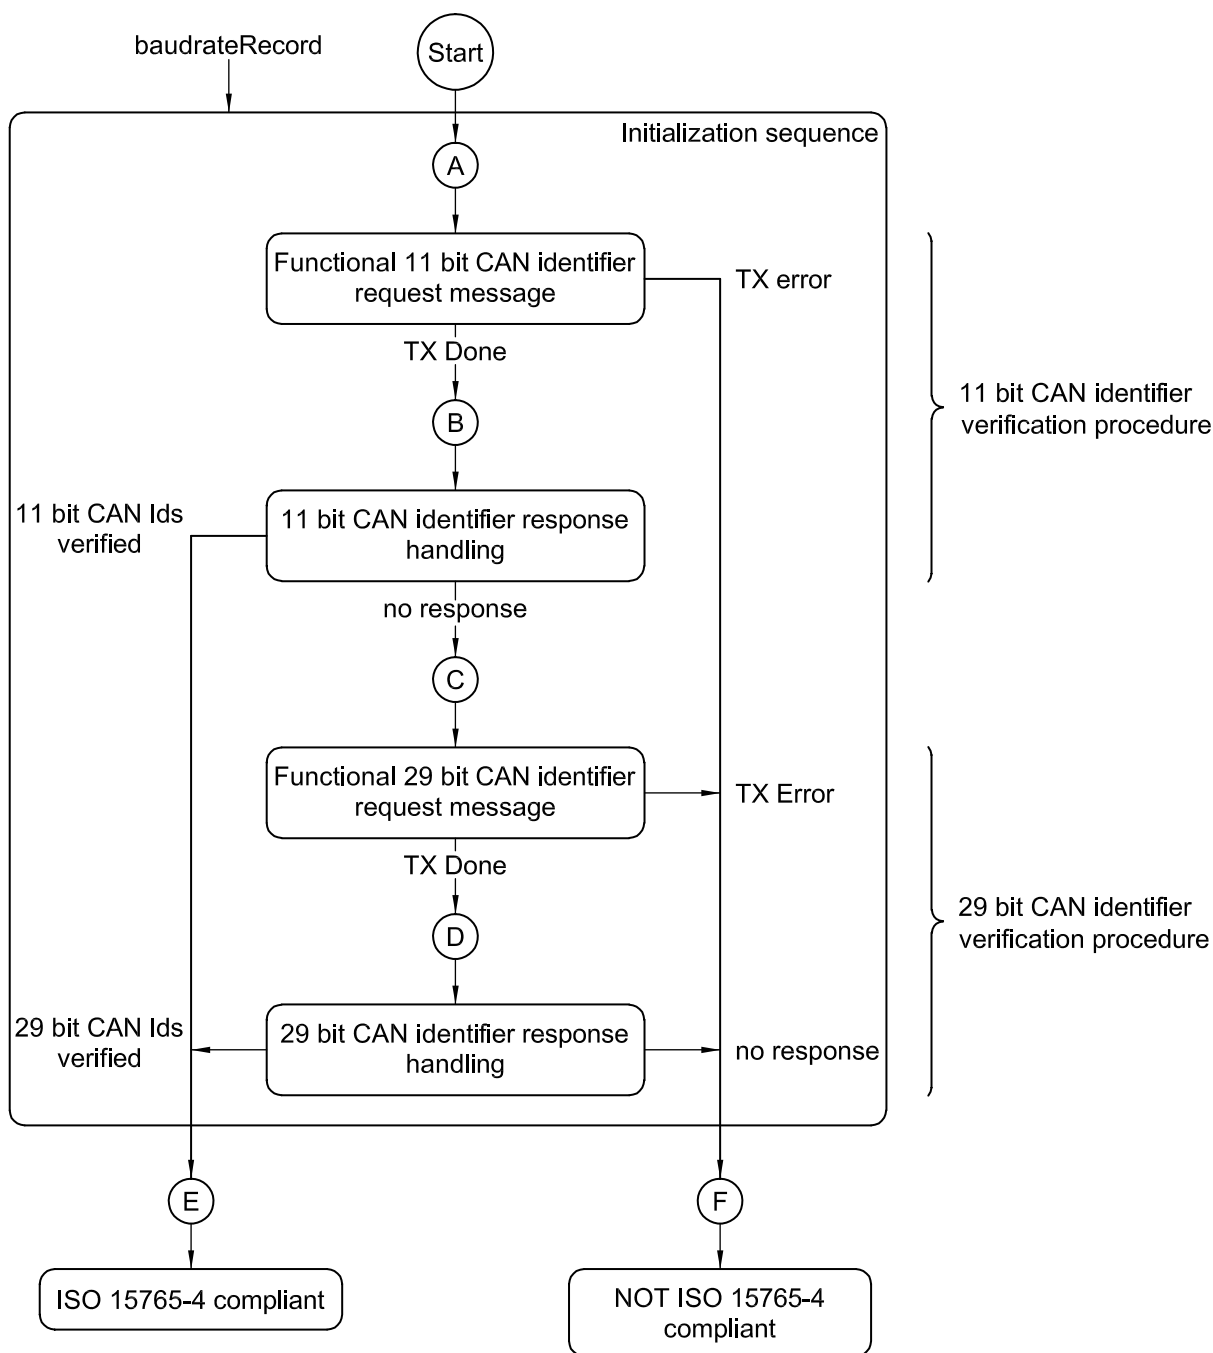 baudrateRecord
Start
Initialization sequence
A
Functional 11 bit CAN identifier
request message
TX error
TX Done
11 bit CAN identifier
verification procedure
B
11 bit CAN Ids
verified
11 bit CAN identifier response
handling
no response
C
Functional 29 bit CAN identifier
request message
TX Error
TX Done
29 bit CAN identifier
verification procedure
D
29 bit CAN Ids
verified
29 bit CAN identifier response
handling
no response
E
F
ISO 15765-4 compliant
NOT ISO 15765-4
compliant